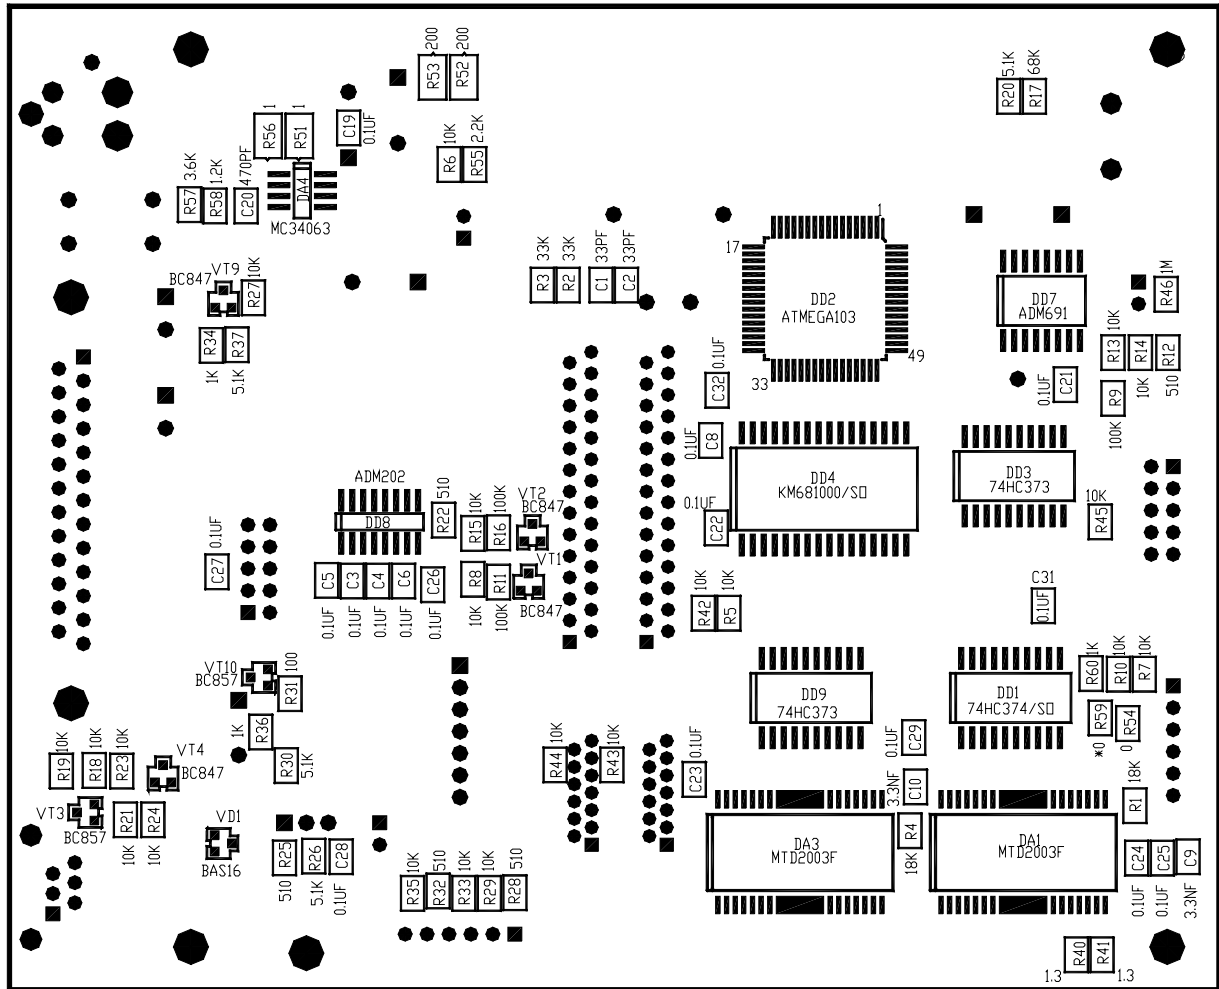 200
200
R53
R52
5.1K
68K
R20
R17
1
1
R56
R51
C19
0.1UF
10K
2.2K
R6
R55
3.6K
1.2K
470PF
R57
R58
C20
DA4
MC34063
1
17
DD2
ATMEGA103
49
33
33K
33K
33PF
33PF
R3
R2
C1
C2
VT9
BC847
10K
R27
R34
R37
1K
5.1K
DD7
ADM691
1M
R46
10K
R13
R14
R12
10K
510
0.1UF
C21
R9
100K
0.1UF
C32
0.1UF
C8
DD4
KM681000/SO
DD3
74HC373
0.1UF
C22
10K
R45
ADM202
DD8
510
R22
10K
100K
R15
R16
VT2
BC847
VT1
BC847
R8
R11
10K
100K
0.1UF
C27
C5
C3
C4
C6
C26
0.1UF
0.1UF
0.1UF
0.1UF
0.1UF
10K
10K
R42
R5
C31
0.1UF
VT10
BC857
100
R31
1K
R36
R30
5.1K
DD9
74HC373
DD1
74HC374/SO
1K
10K
10K
R60
R10
R7
R59
R54
*0
0
10K
10K
10K
R19
R18
R23
VT4
BC847
VT3
BC857
R21
R24
10K
10K
VD1
BAS16
R25
R26
C28
510
5.1K
0.1UF
10K
R44
10K
R43
0.1UF
C23
0.1UF
C29
3.3NF
C10
18K
R1
DA3
MTD2003F
R4
18K
DA1
MTD2003F
C24
C25
C9
0.1UF
0.1UF
3.3NF
10K
510
10K
10K
510
R35
R32
R33
R29
R28
R40
R41
1.3
1.3